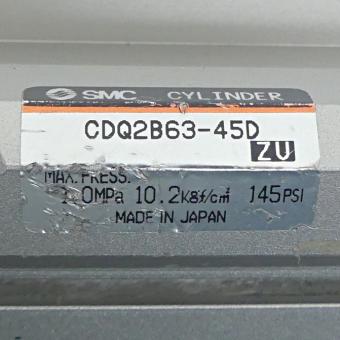 SMC CYLINDER
CDQ2B63-45D
ZU
MAX.PRESS.
1.0MPa 10.2Kgf/cm² 145PSI
MADE IN JAPAN